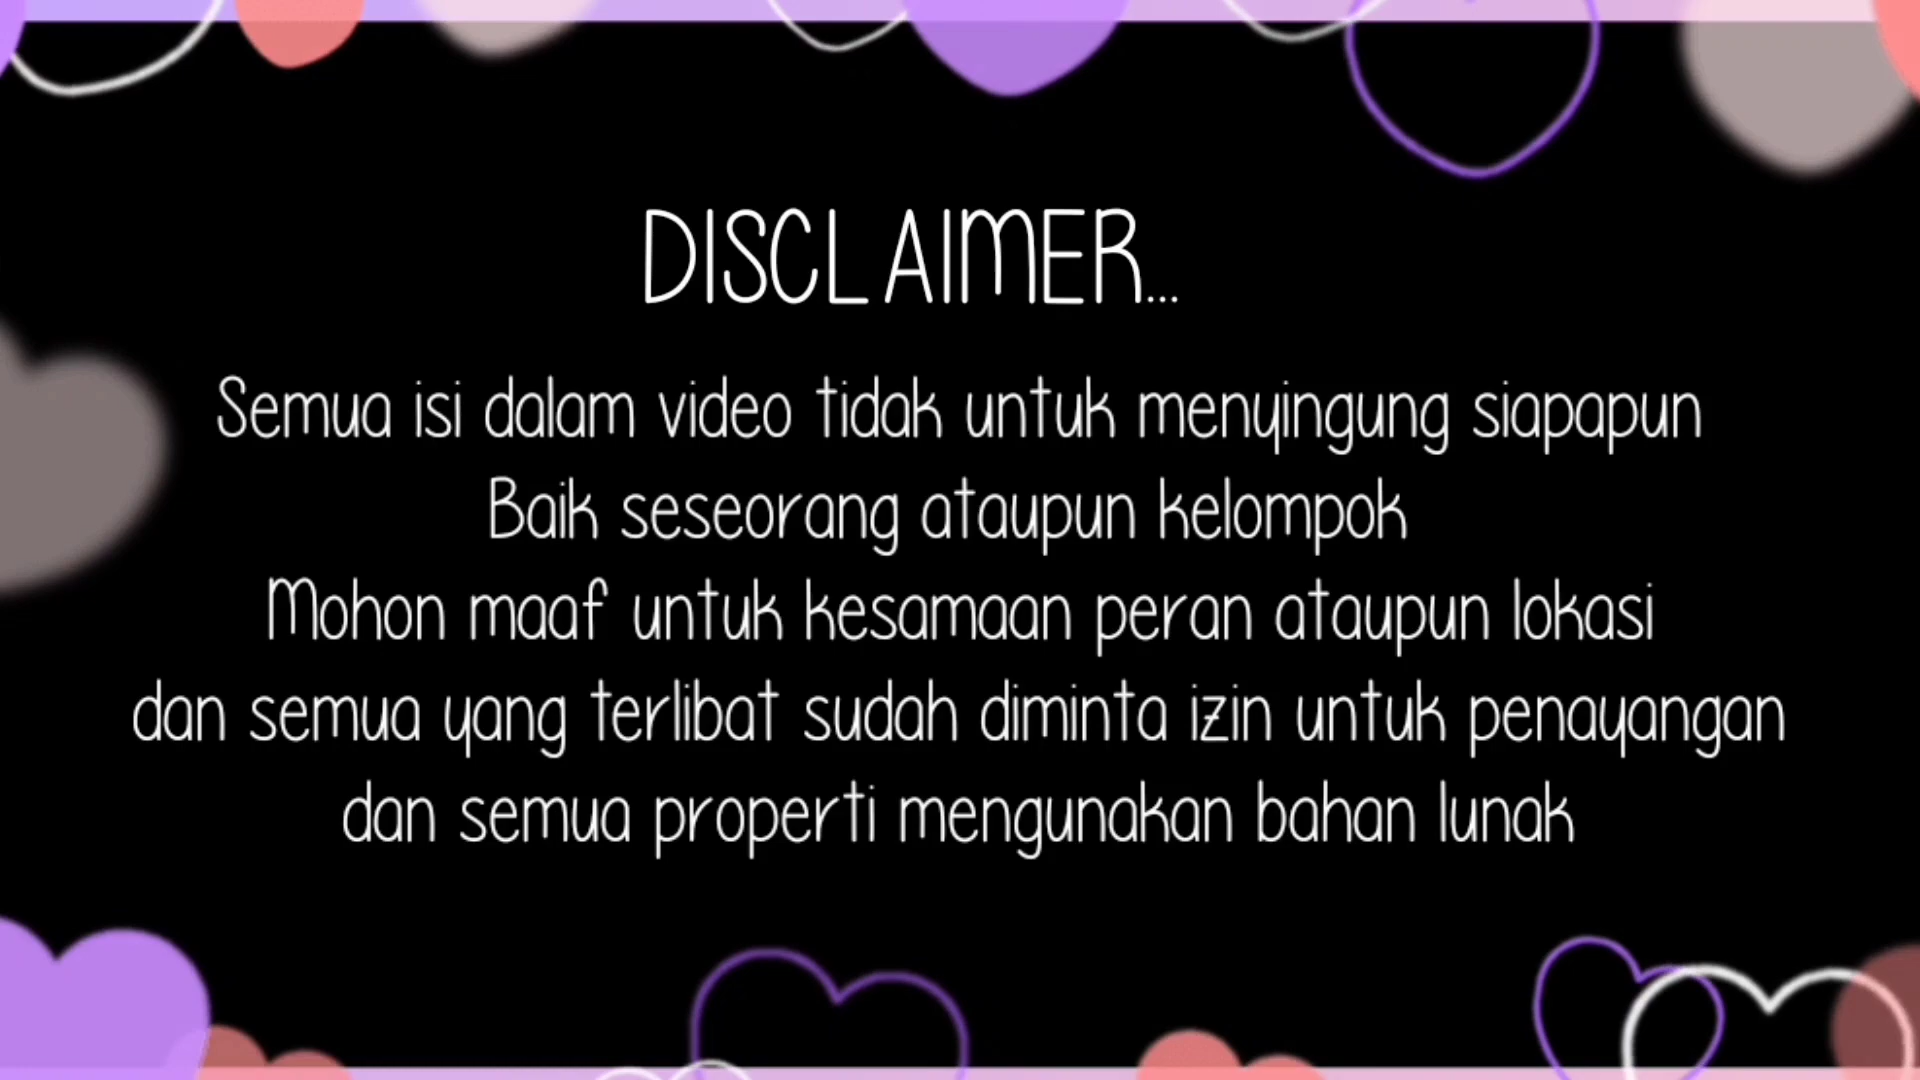 DISCLAIMER...
Semua isi dalam video tidak untuk menyingung siapapun
Baik seseorang ataupun kelompok
Mohon maaf untuk kesamaan peran ataupun lokasi
dan semua yang terlibat sudah diminta izin untuk penayangan
dan semua properti mengunakan bahan lunak